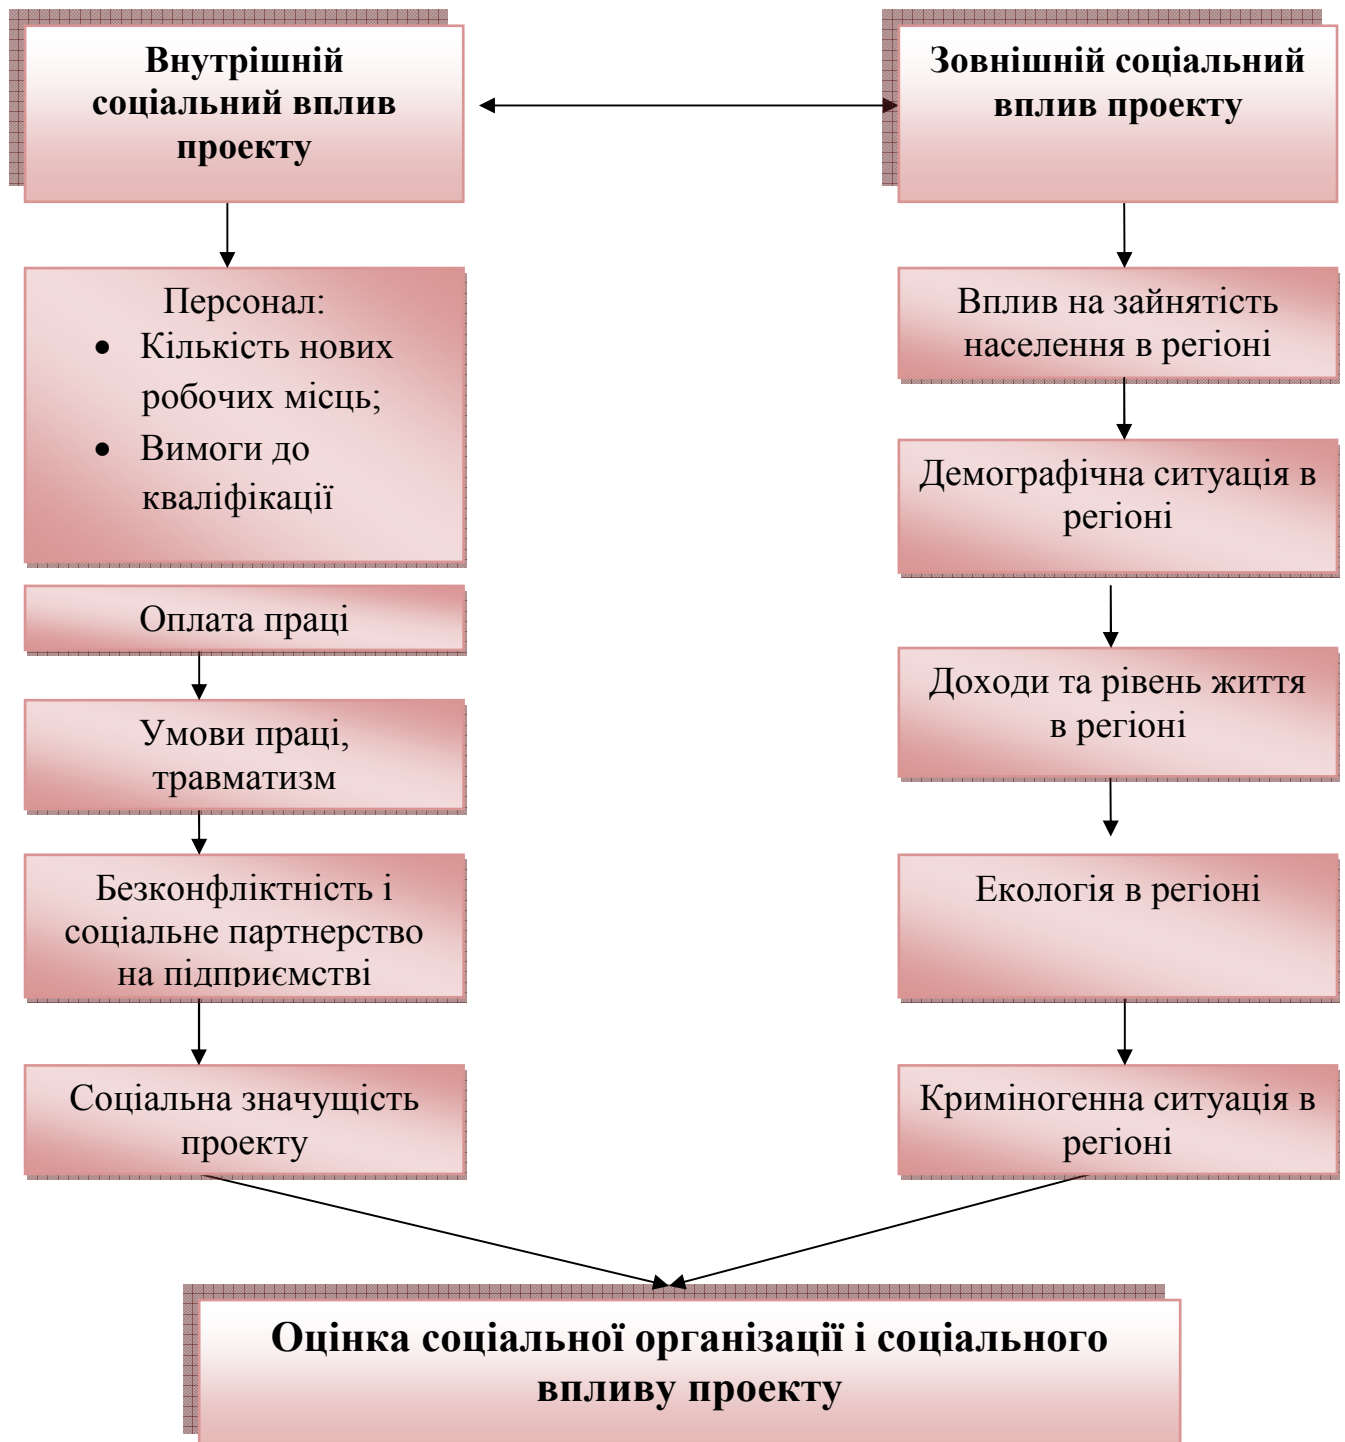 Внутрішній
соціальний вплив
проекту
Зовнішній соціальний
вплив проекту
Персонал:
• Кількість нових
робочих місць;
• Вимоги до
кваліфікації
Оплата праці
Умови праці,
травматизм
Безконфліктність і
соціальне партнерство
на підприємстві
Соціальна значущість
проекту
Вплив на зайнятість
населення в регіоні
Демографічна ситуація в
регіоні
Доходи та рівень життя
в регіоні
Екологія в регіоні
Криміногенна ситуація в
регіоні
Оцінка соціальної організації і соціального
впливу проекту